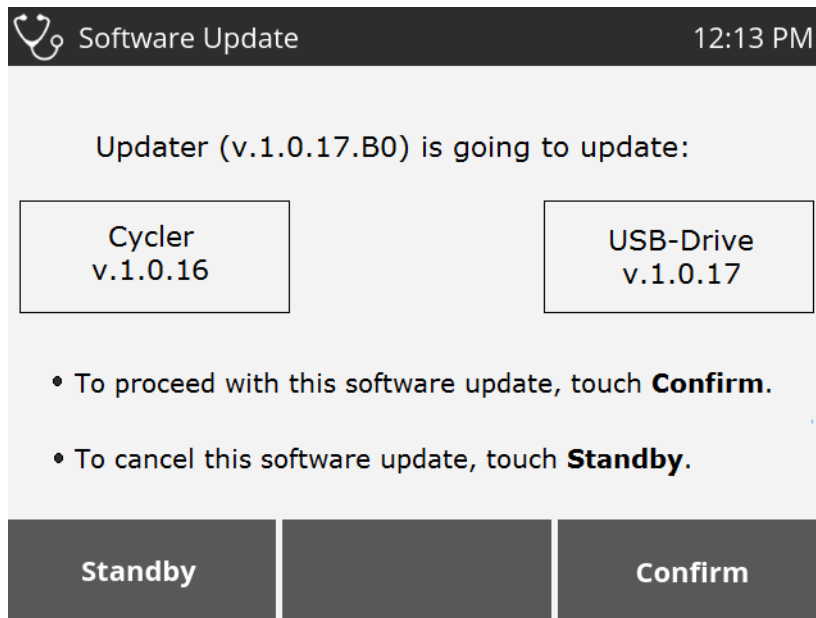 Software Update
12:13 PM
Updater (v.1.0.17.B0) is going to update:
Cycler
v.1.0.16
USB-Drive
v.1.0.17
• To proceed with this software update, touch Confirm.
• To cancel this software update, touch Standby.
Standby
Confirm